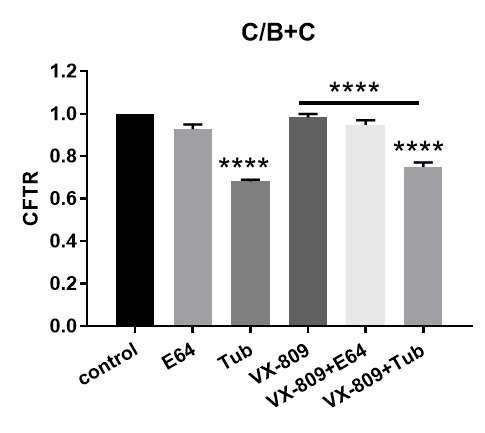 C/B+C
CFTR
1.2
1.0
0.8
0.6
0.4
0.2
0.0
****
****
****
control
E64
Tub
VX-809
VX-809+E64
VX-809+Tub